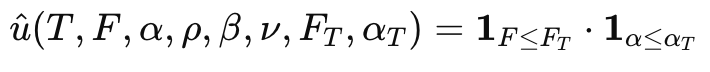 û(T, F, α, ρ, β, ν, F_T, α_T) = 𝟏_{F≤F_T} · 𝟏_{α≤α_T}